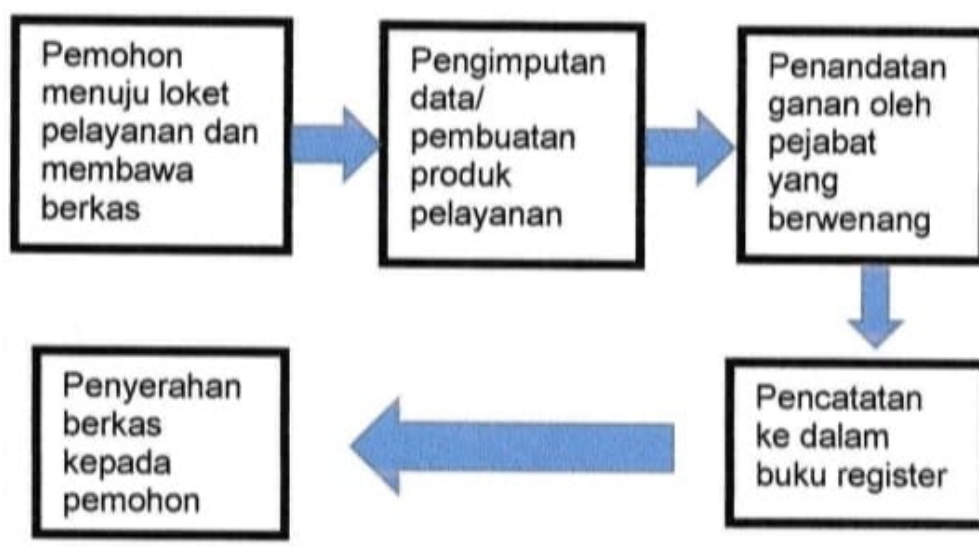 Pemohon
menuju loket
pelayanan dan
membawa
berkas
Pengimputan
data/
pembuatan
produk
pelayanan
Penandatan
ganan oleh
pejabat
yang
berwenang
Pencatatan
ke dalam
buku register
Penyerahan
berkas
kepada
pemohon